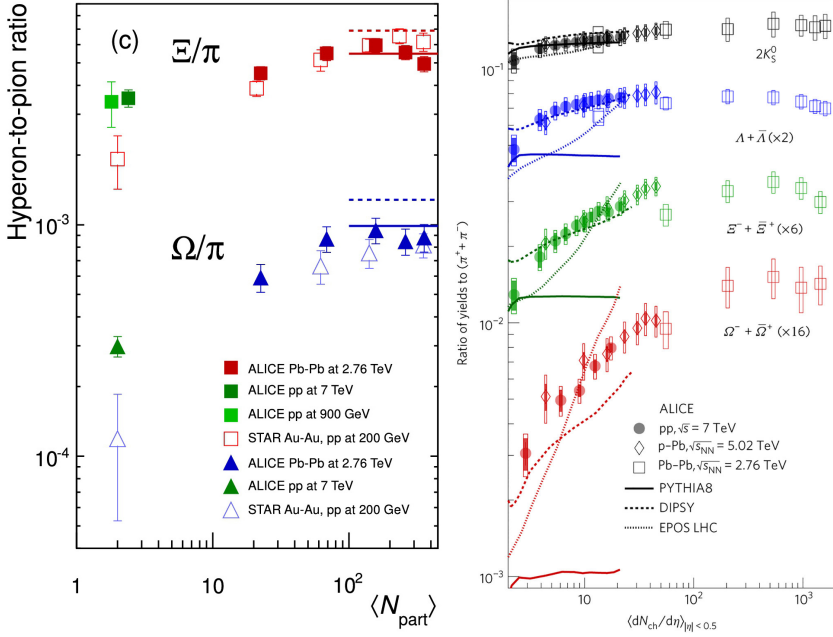 Hyperon-to-pion ratio
(c)
Ξ/π
Ω/π
10⁻³
10⁻⁴
ALICE Pb-Pb at 2.76 TeV
ALICE pp at 7 TeV
ALICE pp at 900 GeV
STAR Au-Au, pp at 200 GeV
ALICE Pb-Pb at 2.76 TeV
ALICE pp at 7 TeV
STAR Au-Au, pp at 200 GeV
1
10
10²
⟨N_part⟩
Ratio of yields to (π⁺ + π⁻)
10⁻¹
10⁻²
10⁻³
2K⁰_S
Λ + Λ̅ (×2)
Ξ⁻ + Ξ̅⁺ (×6)
Ω⁻ + Ω̅⁺ (×16)
ALICE
pp, √s = 7 TeV
p–Pb, √s_NN = 5.02 TeV
Pb–Pb, √s_NN = 2.76 TeV
PYTHIA8
DIPSY
EPOS LHC
10
10²
10³
⟨dN_ch/dη⟩_|η| < 0.5